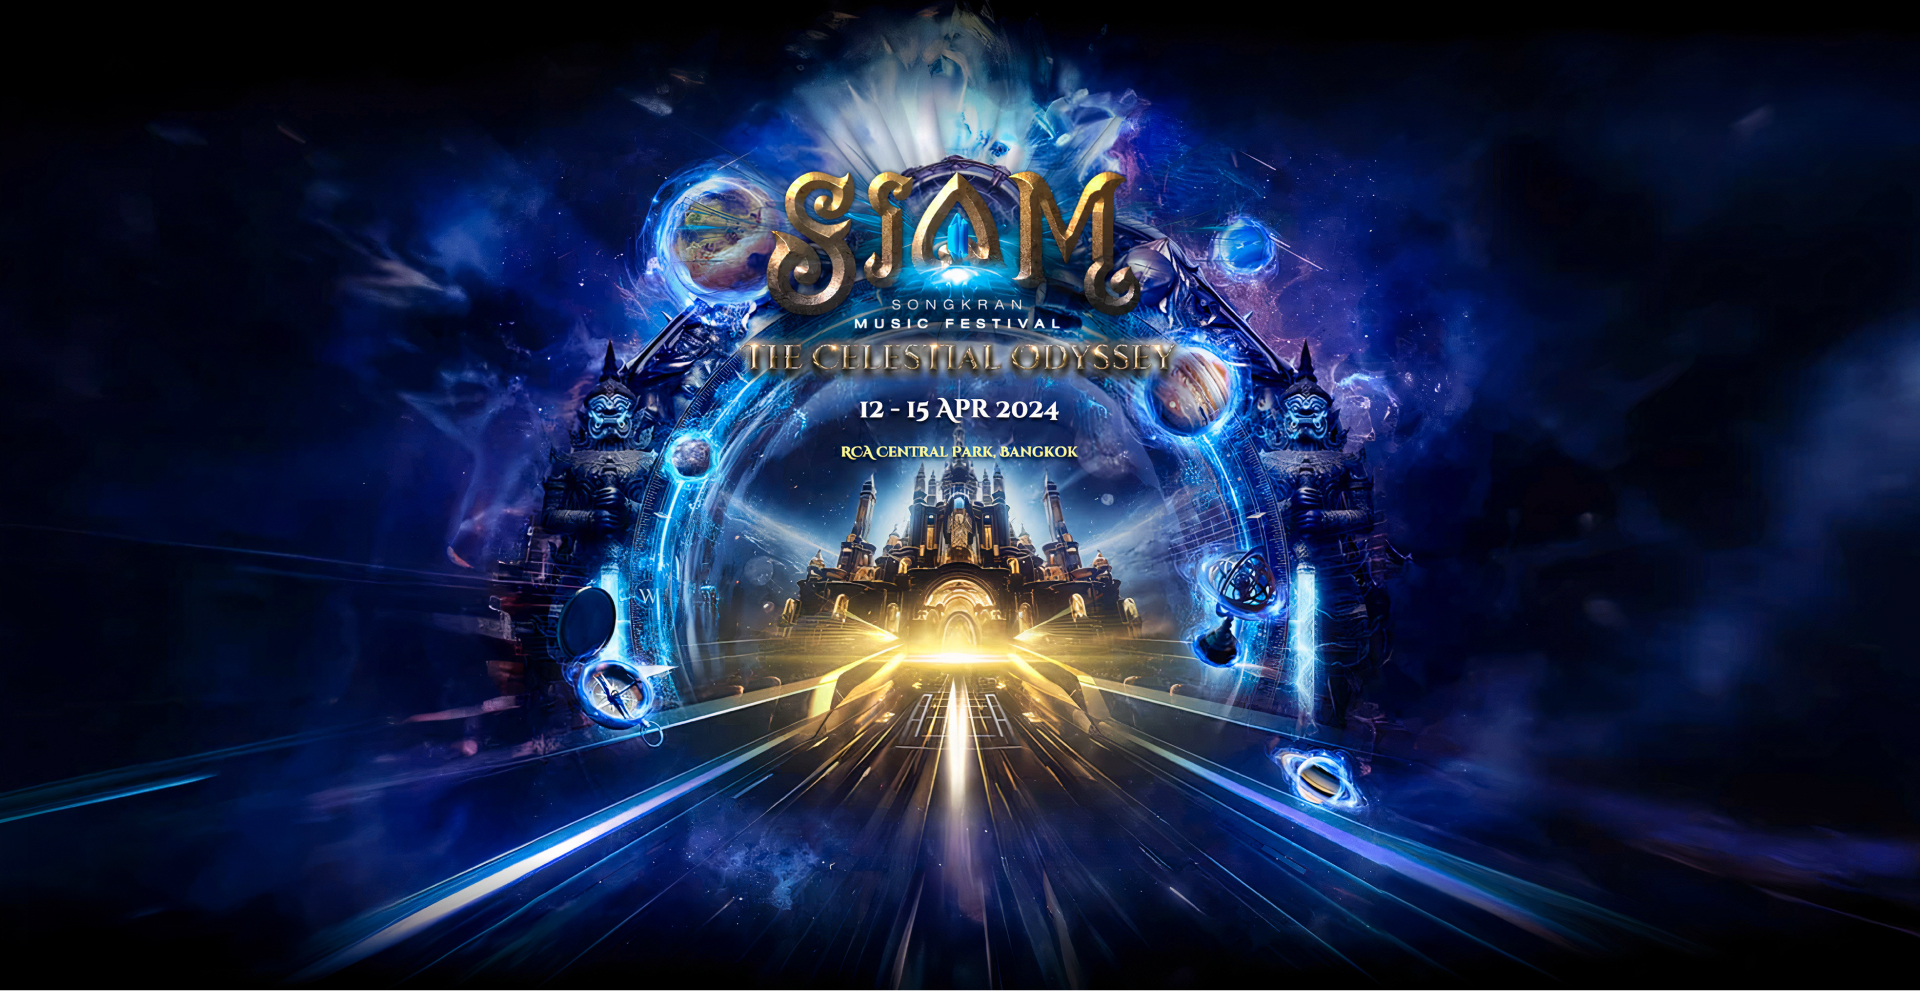 SIAM
SONGKRAN
MUSIC FESTIVAL
THE CELESTIAL ODYSSEY
12 - 15 APR 2024
RCA CENTRAL PARK, BANGKOK
W